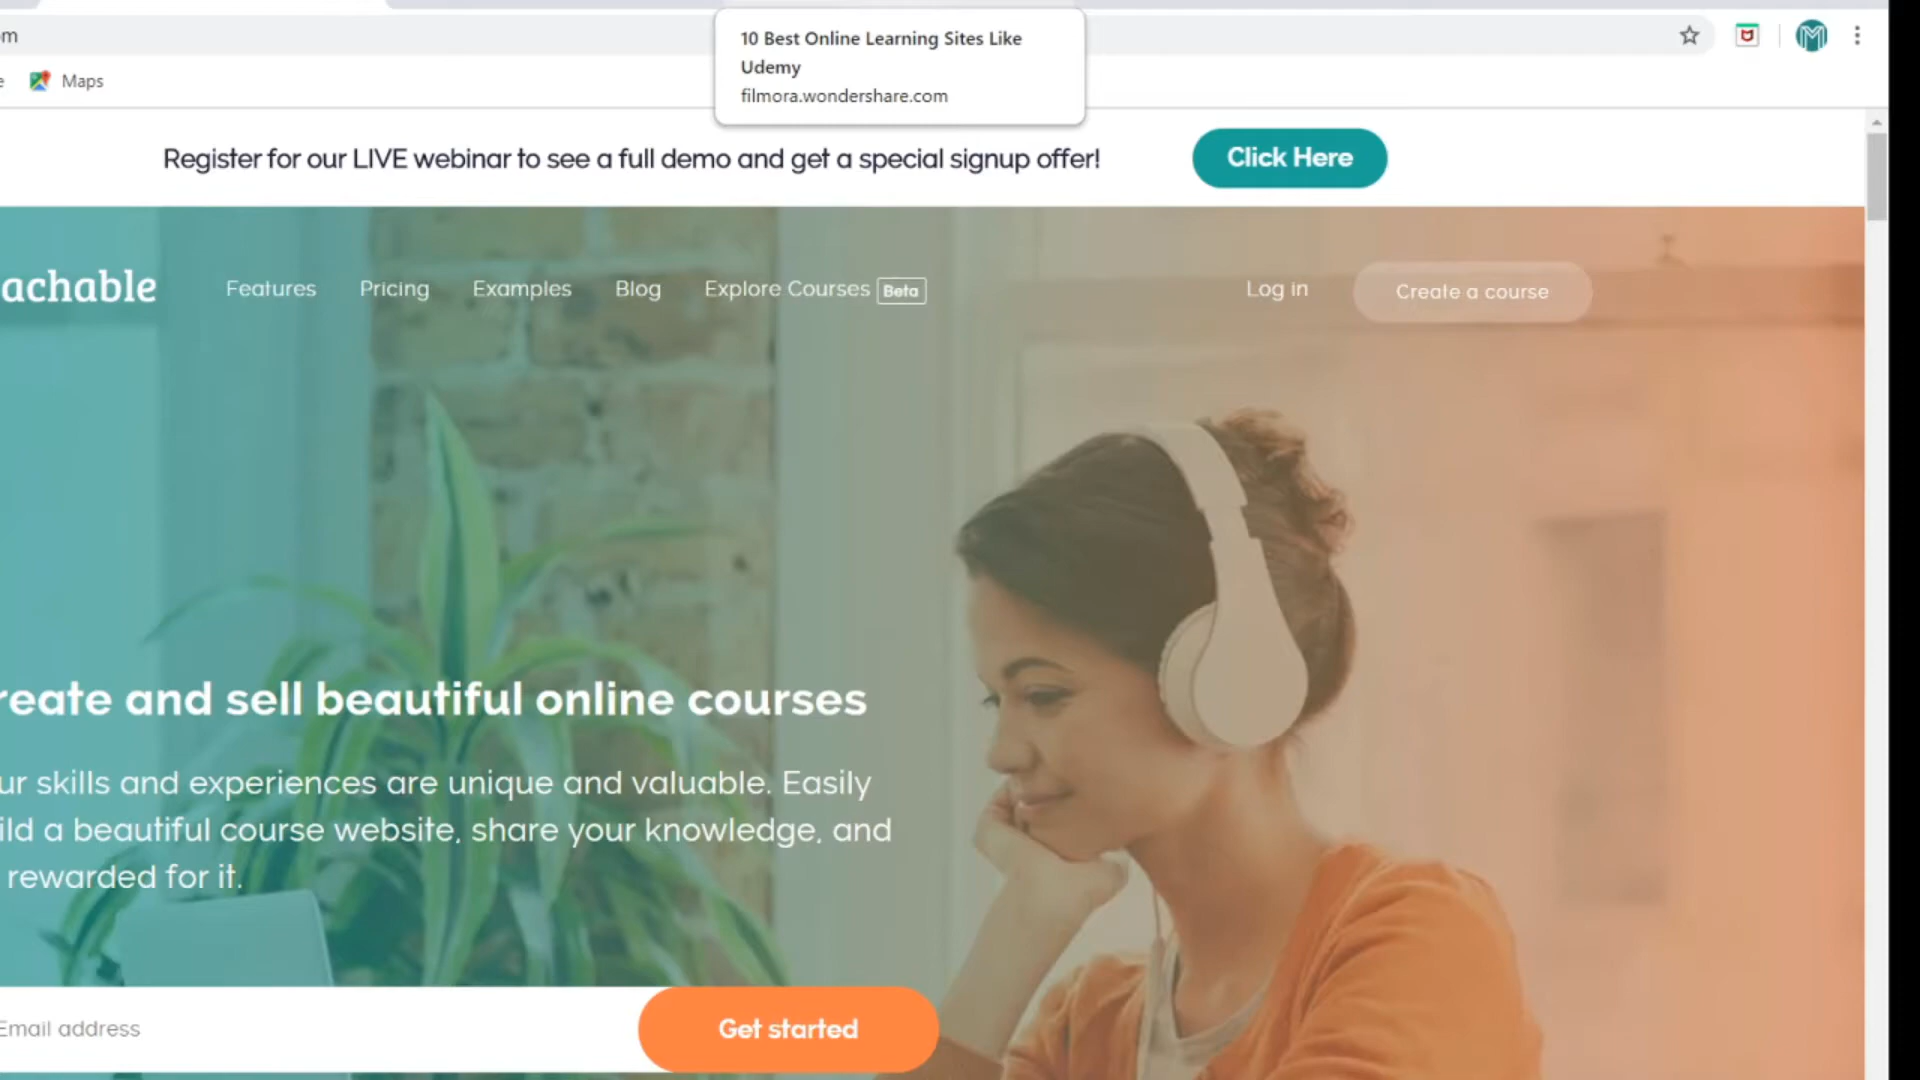 om
10 Best Online Learning Sites Like
Udemy
filmora.wondershare.com
e
Maps
Register for our LIVE webinar to see a full demo and get a special signup offer!
Click Here
achable
Features
Pricing
Examples
Blog
Explore Courses
Beta
Log in
Create a course
reate and sell beautiful online courses
ur skills and experiences are unique and valuable. Easily
ild a beautiful course website, share your knowledge, and
rewarded for it.
Email address
Get started